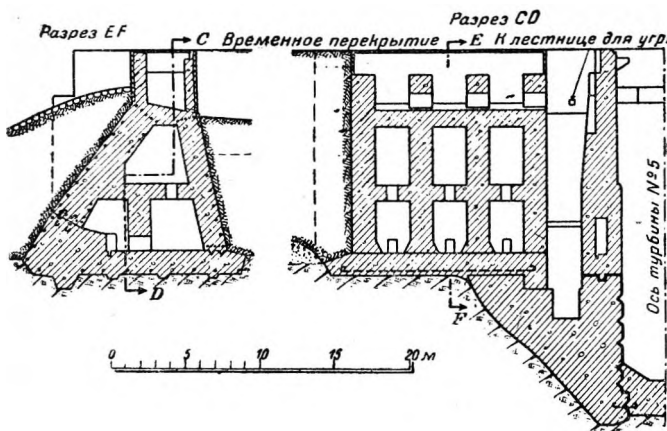 Разрез EF
Разрез CD
C Временное перекрытие E К лестнице для угр
Ось турбины №5
D
F
0 5 10 15 20 м